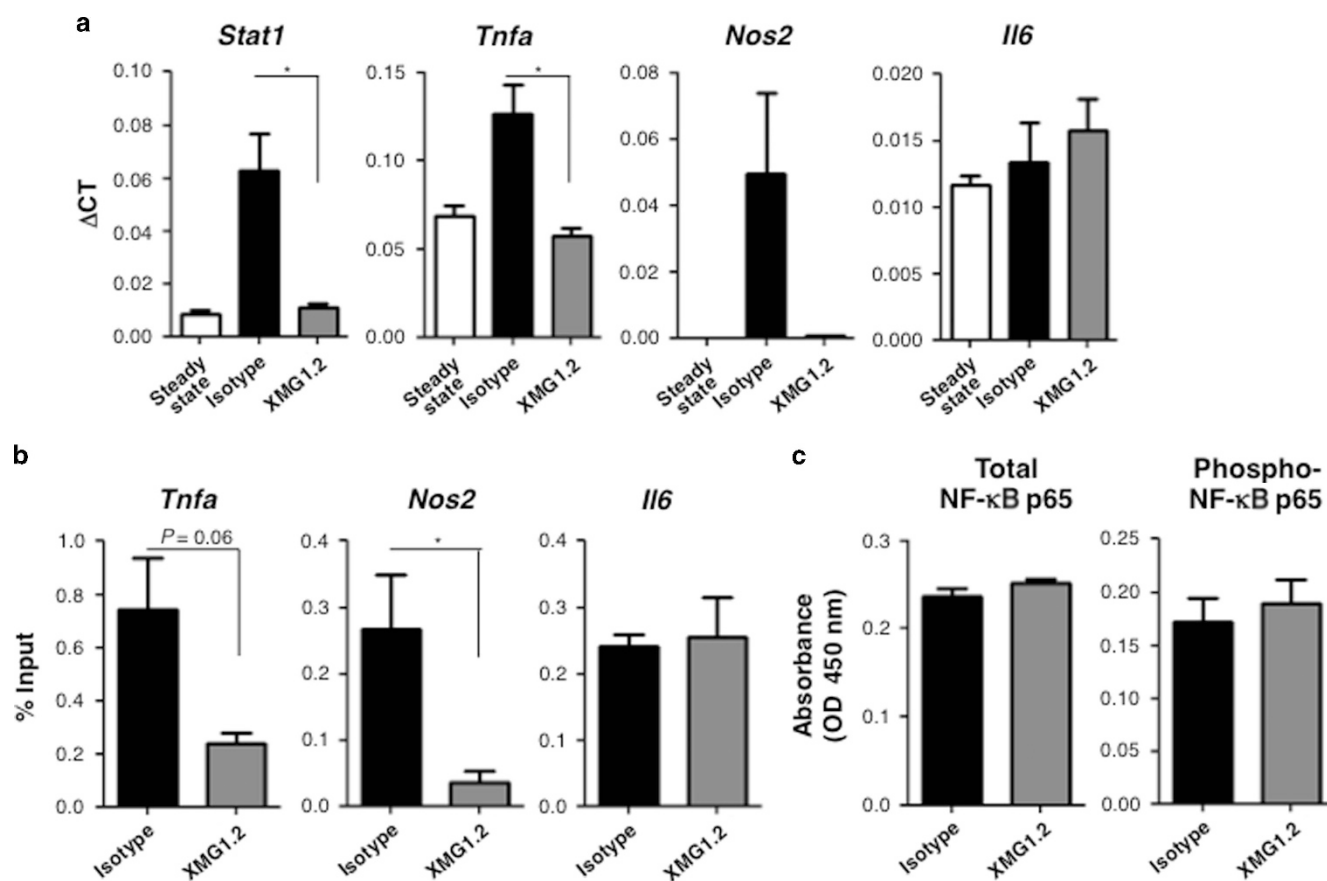 a
Stat1
Tnfa
Nos2
Il6
ΔCT
0.10
0.08
0.06
0.04
0.02
0.00
Steady
state
Isotype
XMG1.2
*
0.15
0.10
0.05
0.00
Steady
state
Isotype
XMG1.2
*
0.08
0.06
0.04
0.02
0.00
Steady
state
Isotype
XMG1.2
0.020
0.015
0.010
0.005
0.000
Steady
state
Isotype
XMG1.2
b
Tnfa
Nos2
Il6
% Input
1.0
0.8
0.6
0.4
0.2
0.0
P = 0.06
Isotype
XMG1.2
0.4
0.3
0.2
0.1
0.0
*
Isotype
XMG1.2
0.4
0.3
0.2
0.1
0.0
Isotype
XMG1.2
c
Total
NF-κB p65
Phospho-
NF-κB p65
Absorbance
(OD 450 nm)
0.3
0.2
0.1
0.0
Isotype
XMG1.2
0.25
0.20
0.15
0.10
0.05
0.00
Isotype
XMG1.2